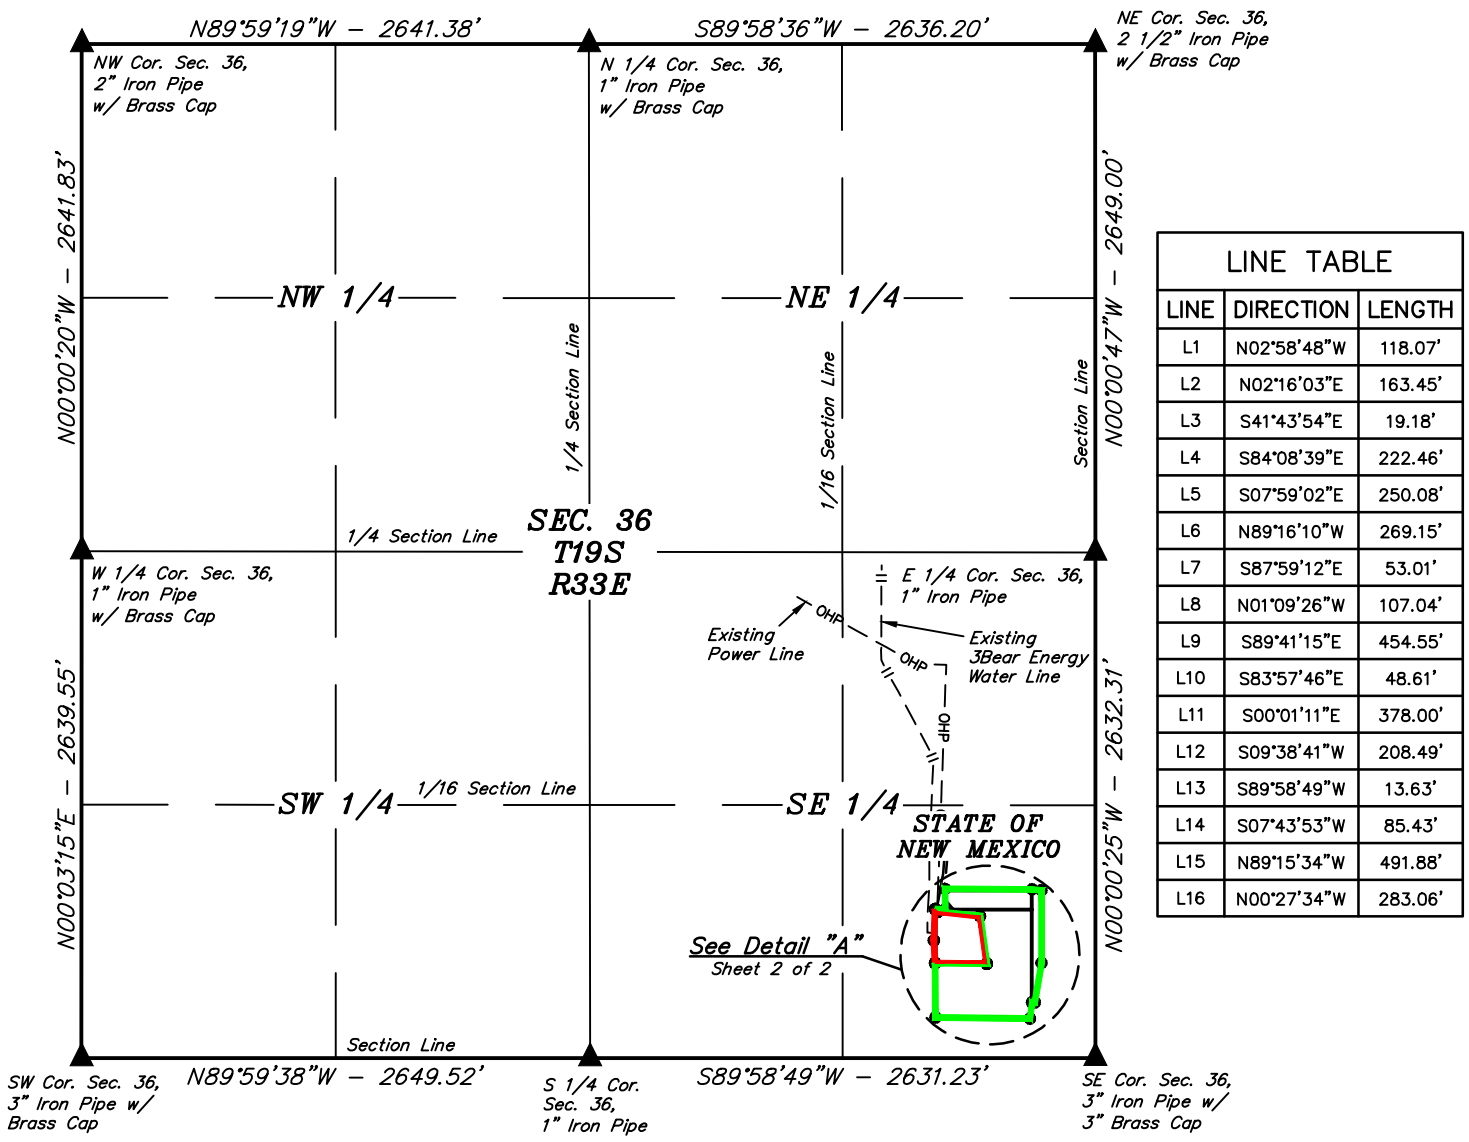 N89°59'19"W - 2641.38'
S89°58'36"W - 2636.20'
NE Cor. Sec. 36,
2 1/2" Iron Pipe
w/ Brass Cap
NW Cor. Sec. 36,
2" Iron Pipe
w/ Brass Cap
N 1/4 Cor. Sec. 36,
1" Iron Pipe
w/ Brass Cap
N00°00'20"W - 2641.83'
N00°00'47"W - 2649.00'
NW 1/4
NE 1/4
1/4 Section Line
1/16 Section Line
Section Line
1/4 Section Line
SEC. 36
T19S
R33E
W 1/4 Cor. Sec. 36,
1" Iron Pipe
w/ Brass Cap
E 1/4 Cor. Sec. 36,
1" Iron Pipe
OHP
Existing
Power Line
OHP
Existing
3Bear Energy
Water Line
OHP
N00°03'15"E - 2639.55'
N00°00'25"W - 2632.31'
SW 1/4
1/16 Section Line
SE 1/4
STATE OF
NEW MEXICO
See Detail "A"
Sheet 2 of 2
Section Line
SW Cor. Sec. 36,
3" Iron Pipe w/
Brass Cap
N89°59'38"W - 2649.52'
S 1/4 Cor.
Sec. 36,
1" Iron Pipe
S89°58'49"W - 2631.23'
SE Cor. Sec. 36,
3" Iron Pipe w/
3" Brass Cap
LINE TABLE
LINE DIRECTION LENGTH
L1 N02°58'48"W 118.07'
L2 N02°16'03"E 163.45'
L3 S41°43'54"E 19.18'
L4 S84°08'39"E 222.46'
L5 S07°59'02"E 250.08'
L6 N89°16'10"W 269.15'
L7 S87°59'12"E 53.01'
L8 N01°09'26"W 107.04'
L9 S89°41'15"E 454.55'
L10 S83°57'46"E 48.61'
L11 S00°01'11"E 378.00'
L12 S09°38'41"W 208.49'
L13 S89°58'49"W 13.63'
L14 S07°43'53"W 85.43'
L15 N89°15'34"W 491.88'
L16 N00°27'34"W 283.06'